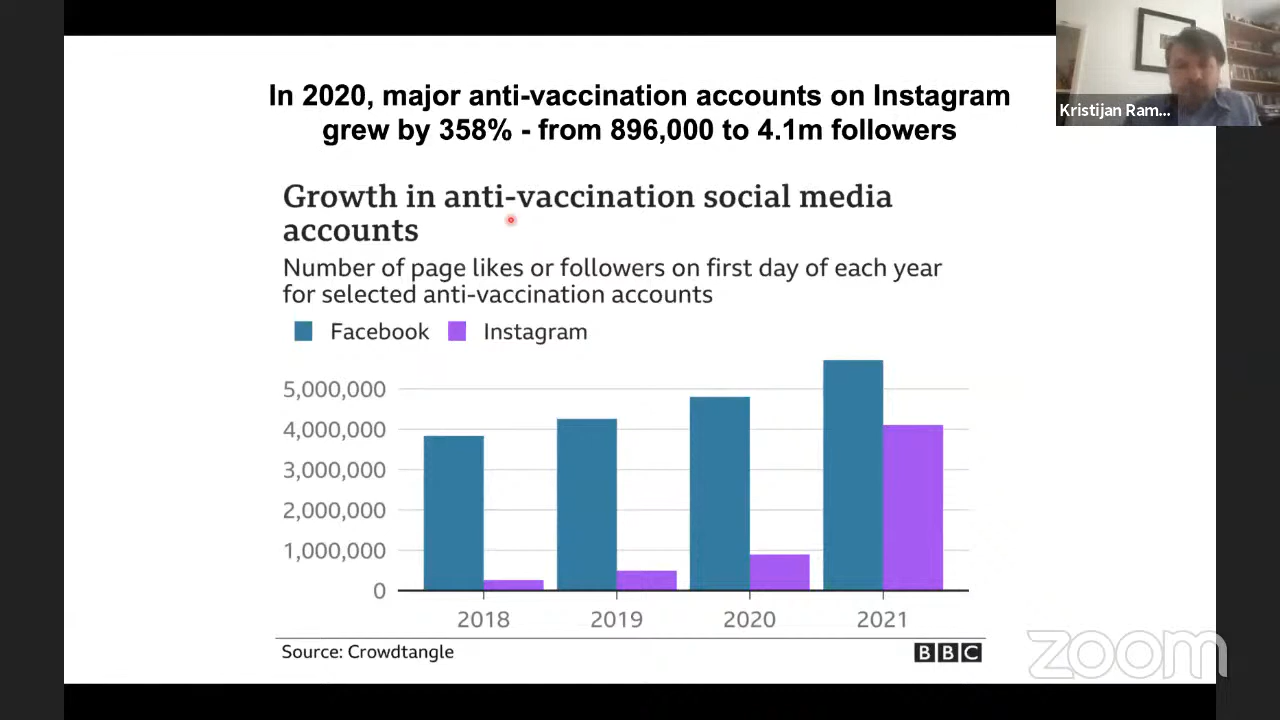 In 2020, major anti-vaccination accounts on Instagram
grew by 358% - from 896,000 to 4.1m followers
Kristijan Ram...
Growth in anti-vaccination social media
accounts
Number of page likes or followers on first day of each year
for selected anti-vaccination accounts
Facebook Instagram
5,000,000
4,000,000
3,000,000
2,000,000
1,000,000
0
2018 2019 2020 2021
Source: Crowdtangle
BBC
zoom